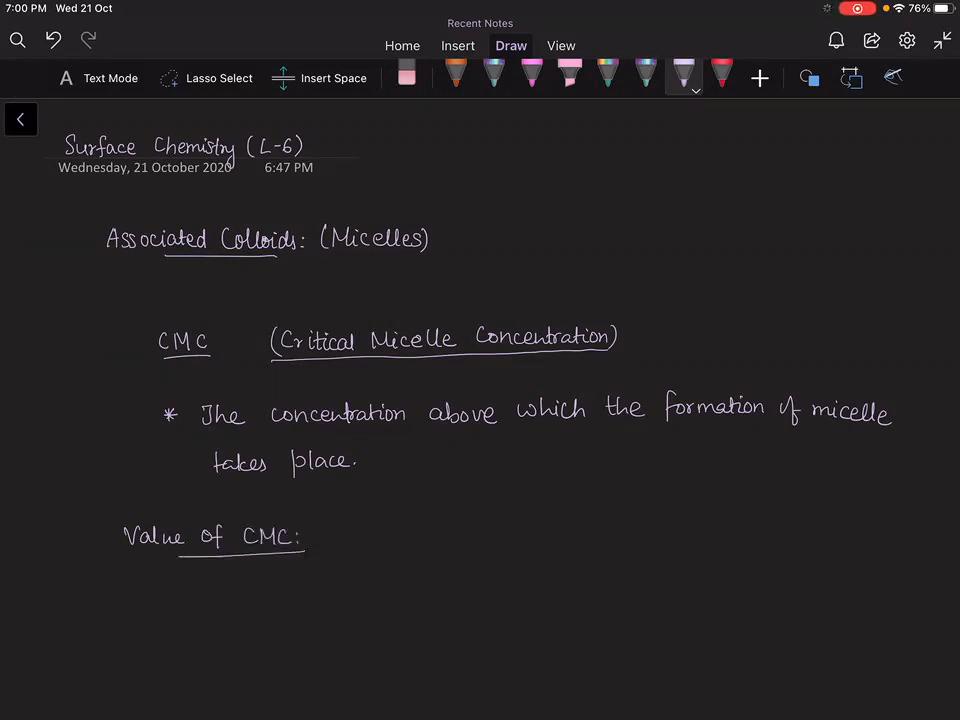 7:00 PM Wed 21 Oct
76%
Recent Notes
Home Insert Draw View
A Text Mode Lasso Select Insert Space
Surface Chemistry (L-6)
Wednesday, 21 October 2020 6:47 PM
Associated Colloids: (Micelles)
CMC (Critical Micelle Concentration)
* The concentration above which the formation of micelle
takes place.
Value of CMC: